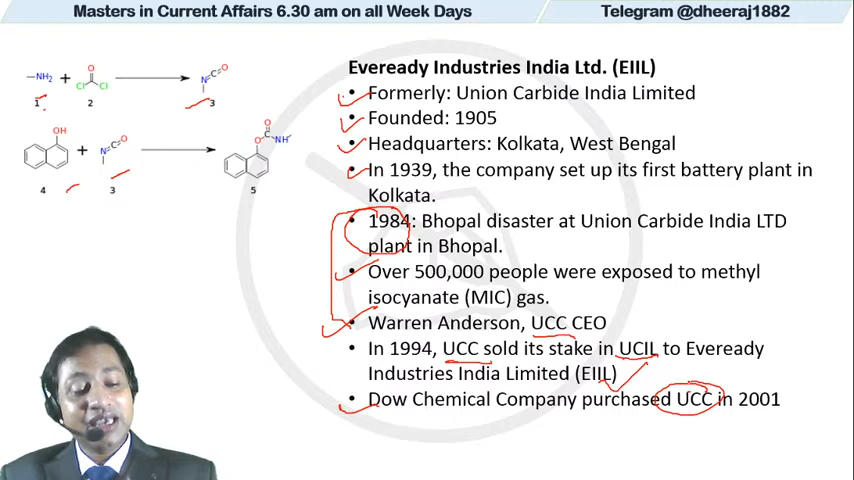 Masters in Current Affairs 6.30 am on all Week Days
Telegram @dheeraj1882
NH₂ + O Cl Cl N C O
1 2 3
OH + N C O O C O NH
4 3 5
Eveready Industries India Ltd. (EIIL)
• Formerly: Union Carbide India Limited
• Founded: 1905
• Headquarters: Kolkata, West Bengal
• In 1939, the company set up its first battery plant in
Kolkata.
• 1984: Bhopal disaster at Union Carbide India LTD
plant in Bhopal.
• Over 500,000 people were exposed to methyl
isocyanate (MIC) gas.
• Warren Anderson, UCC CEO
• In 1994, UCC sold its stake in UCIL to Eveready
Industries India Limited (EIIL)
• Dow Chemical Company purchased UCC in 2001